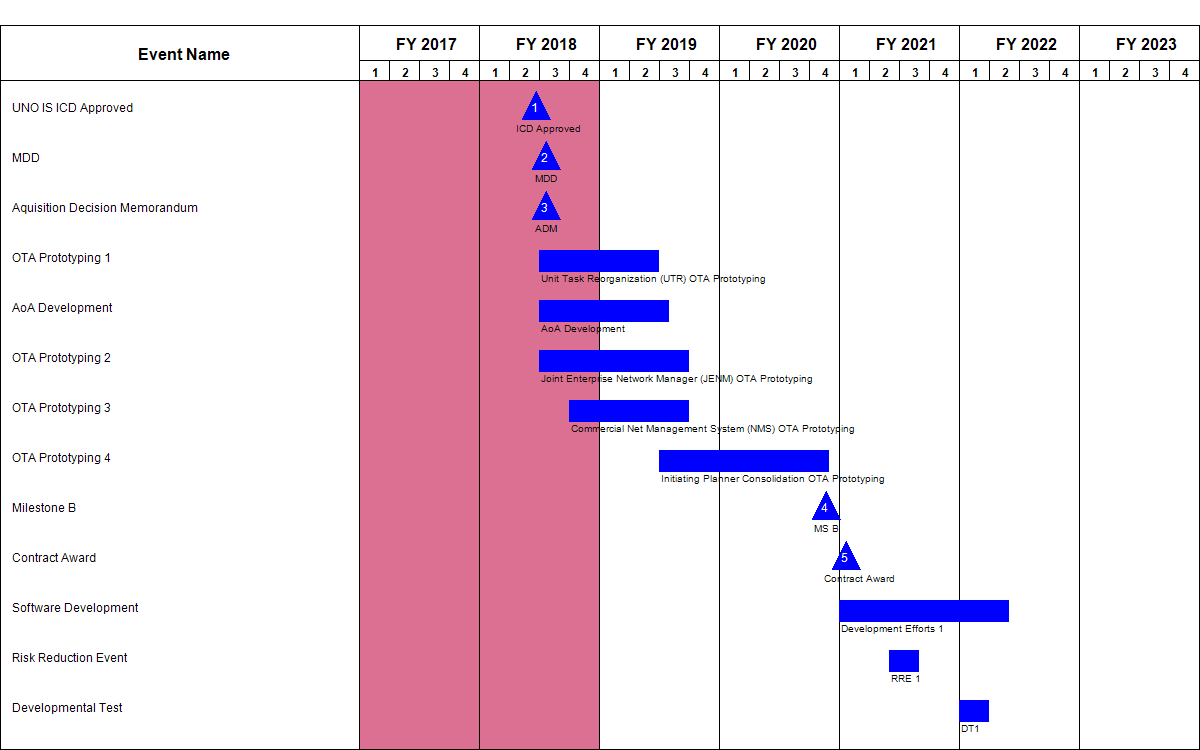 Event Name FY 2017 FY 2018 FY 2019 FY 2020 FY 2021 FY 2022 FY 2023
1 2 3 4 1 2 3 4 1 2 3 4 1 2 3 4 1 2 3 4 1 2 3 4 1 2 3 4
UNO IS ICD Approved 1
ICD Approved
MDD 2
MDD
Aquisition Decision Memorandum 3
ADM
OTA Prototyping 1
Unit Task Reorganization (UTR) OTA Prototyping
AoA Development
AoA Development
OTA Prototyping 2
Joint Enterprise Network Manager (JENM) OTA Prototyping
OTA Prototyping 3
Commercial Net Management System (NMS) OTA Prototyping
OTA Prototyping 4
Initiating Planner Consolidation OTA Prototyping
Milestone B 4
MS B
Contract Award 5
Contract Award
Software Development
Development Efforts 1
Risk Reduction Event
RRE 1
Developmental Test
DT1